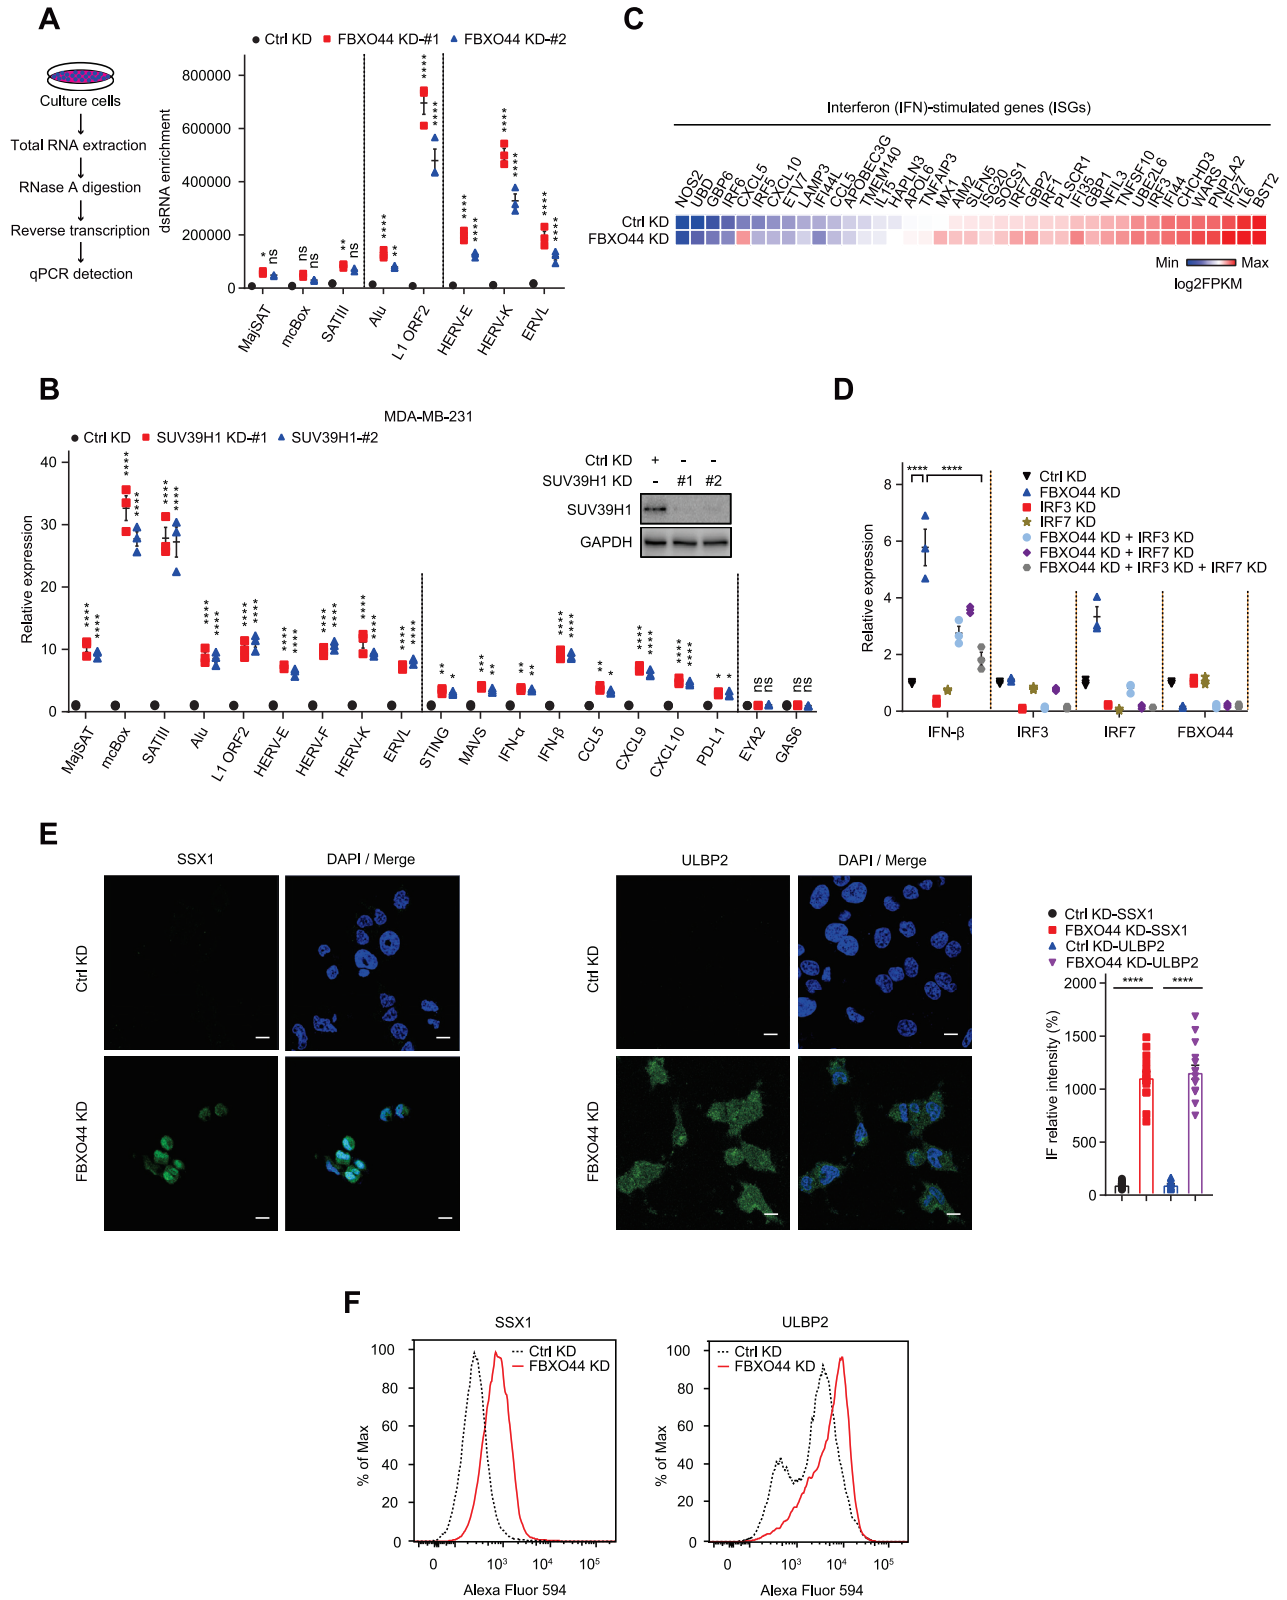 A
Culture cells
Total RNA extraction
RNase A digestion
Reverse transcription
qPCR detection
Ctrl KD FBXO44 KD-#1 FBXO44 KD-#2
dsRNA enrichment
800000
600000
400000
200000
0
* ns
ns ns
** ns
**** **
**** ****
**** ****
**** ****
**** ****
MajSAT
mcBox
SATIII
Alu
L1 ORF2
HERV-E
HERV-K
ERVL
C
Interferon (IFN)-stimulated genes (ISGs)
NOS2
UBD
GBP6
IRF6
CXCL5
IRF5
CXCL10
ETV7
LAMP3
IFI44L
CCL5
APOBEC3G
TMEM140
IL15
HAPLN3
APOL6
TNFAIP3
MX1
AIM2
SLFN5
ISG20
SOCS1
IRF7
GBP2
IRF1
PLSCR1
IFI35
GBP1
NFIL3
TNFSF10
UBE2L6
IRF3
IFI44
CHCHD3
WARS
PNPLA2
IFI27
IL6
BST2
Ctrl KD
FBXO44 KD
Min Max
log2FPKM
B
MDA-MB-231
Ctrl KD SUV39H1 KD-#1 SUV39H1-#2
Relative expression
40
30
20
10
0
**** ****
**** ****
**** ****
**** ****
**** ****
**** ****
**** ****
**** ****
**** ****
** *
** **
** **
**** ****
** *
**** ****
**** ****
* *
ns ns
ns ns
MajSAT
mcBox
SATIII
Alu
L1 ORF2
HERV-E
HERV-F
HERV-K
ERVL
STING
MAVS
IFN-α
IFN-β
CCL5
CXCL9
CXCL10
PD-L1
EYA2
GAS6
Ctrl KD + - -
SUV39H1 KD - #1 #2
SUV39H1
GAPDH
D
Relative expression
8
6
4
2
0
**** ****
Ctrl KD
FBXO44 KD
IRF3 KD
IRF7 KD
FBXO44 KD + IRF3 KD
FBXO44 KD + IRF7 KD
FBXO44 KD + IRF3 KD + IRF7 KD
IFN-β IRF3 IRF7 FBXO44
E
SSX1 DAPI / Merge
Ctrl KD
FBXO44 KD
ULBP2 DAPI / Merge
Ctrl KD
FBXO44 KD
Ctrl KD-SSX1
FBXO44 KD-SSX1
Ctrl KD-ULBP2
FBXO44 KD-ULBP2
IF relative intensity (%)
2000
1500
1000
500
0
**** ****
F
SSX1
Ctrl KD
FBXO44 KD
% of Max
100
80
60
40
20
0
0 10³ 10⁴ 10⁵
Alexa Fluor 594
ULBP2
Ctrl KD
FBXO44 KD
% of Max
100
80
60
40
20
0
0 10³ 10⁴ 10⁵
Alexa Fluor 594